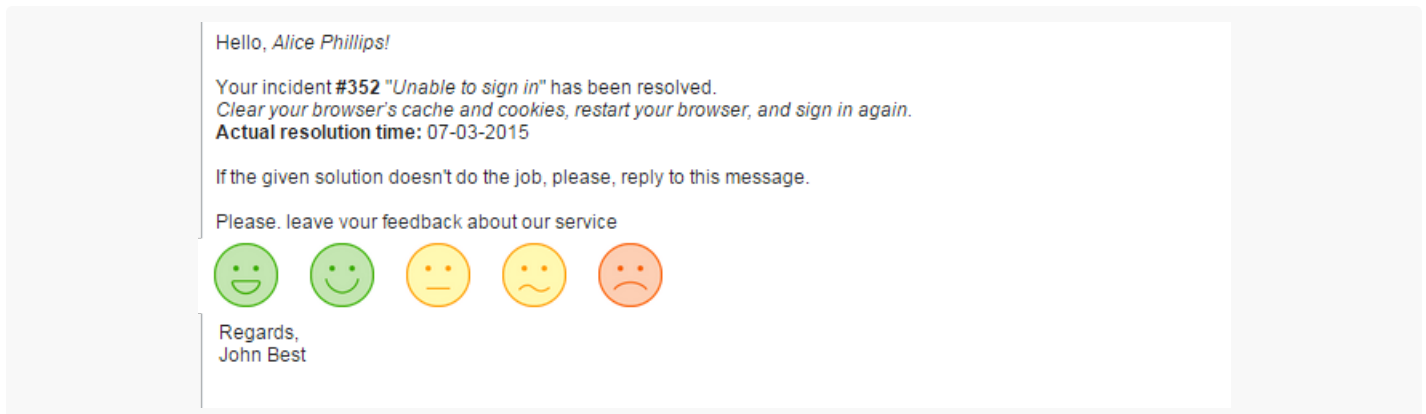 Hello, Alice Phillips!
Your incident #352 "Unable to sign in" has been resolved.
Clear your browser's cache and cookies, restart your browser, and sign in again.
Actual resolution time: 07-03-2015
If the given solution doesn't do the job, please, reply to this message.
Please. leave your feedback about our service
Regards,
John Best